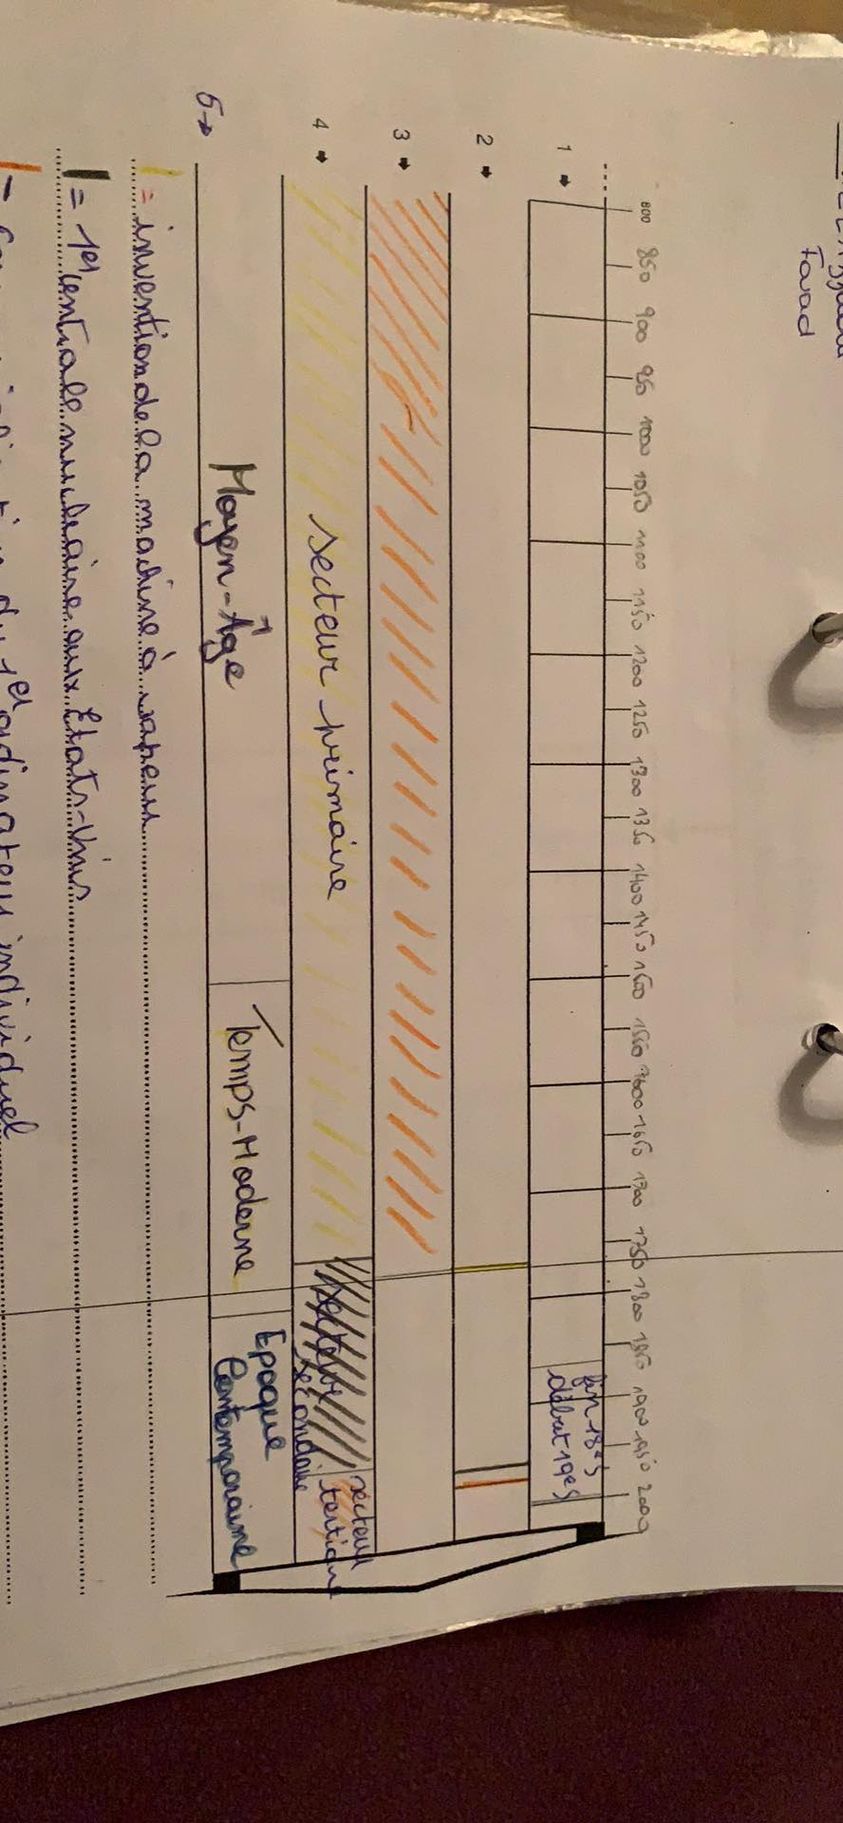 Fouad
800 850 900 95 1000 1050 1100 1150 1200 1250 1300 1350 1400 1450 1500 1550 1600 1650 1700 1750 1800 1850 1900 1950 2000
1 → fin 18e s
début 19e s
2 →
3 →
4 → secteur primaire secteur secondaire secteur tertiaire
5 → Moyen-Âge Temps-Moderne Epoque Contemporaine
= invention de la machine à vapeur
= 1er centrale nucléaire aux Etats-Unis
= du 1er ordinateur individuel